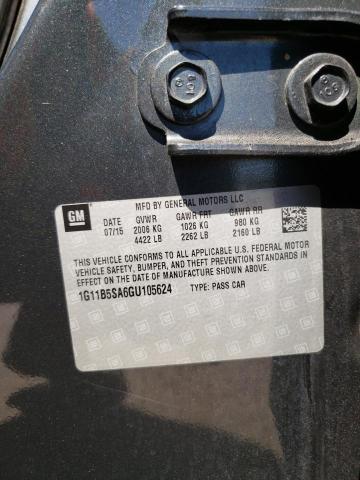 GM
MFD BY GENERAL MOTORS LLC
DATE GVWR GAWR FRT GAWR RR
07/15 2006 KG 1026 KG 980 KG
4422 LB 2262 LB 2160 LB
THIS VEHICLE CONFORMS TO ALL APPLICABLE U.S. FEDERAL MOTOR
VEHICLE SAFETY, BUMPER, AND THEFT PREVENTION STANDARDS IN
EFFECT ON THE DATE OF MANUFACTURE SHOWN ABOVE.
1G11B5SA6GU105624 TYPE: PASS CAR